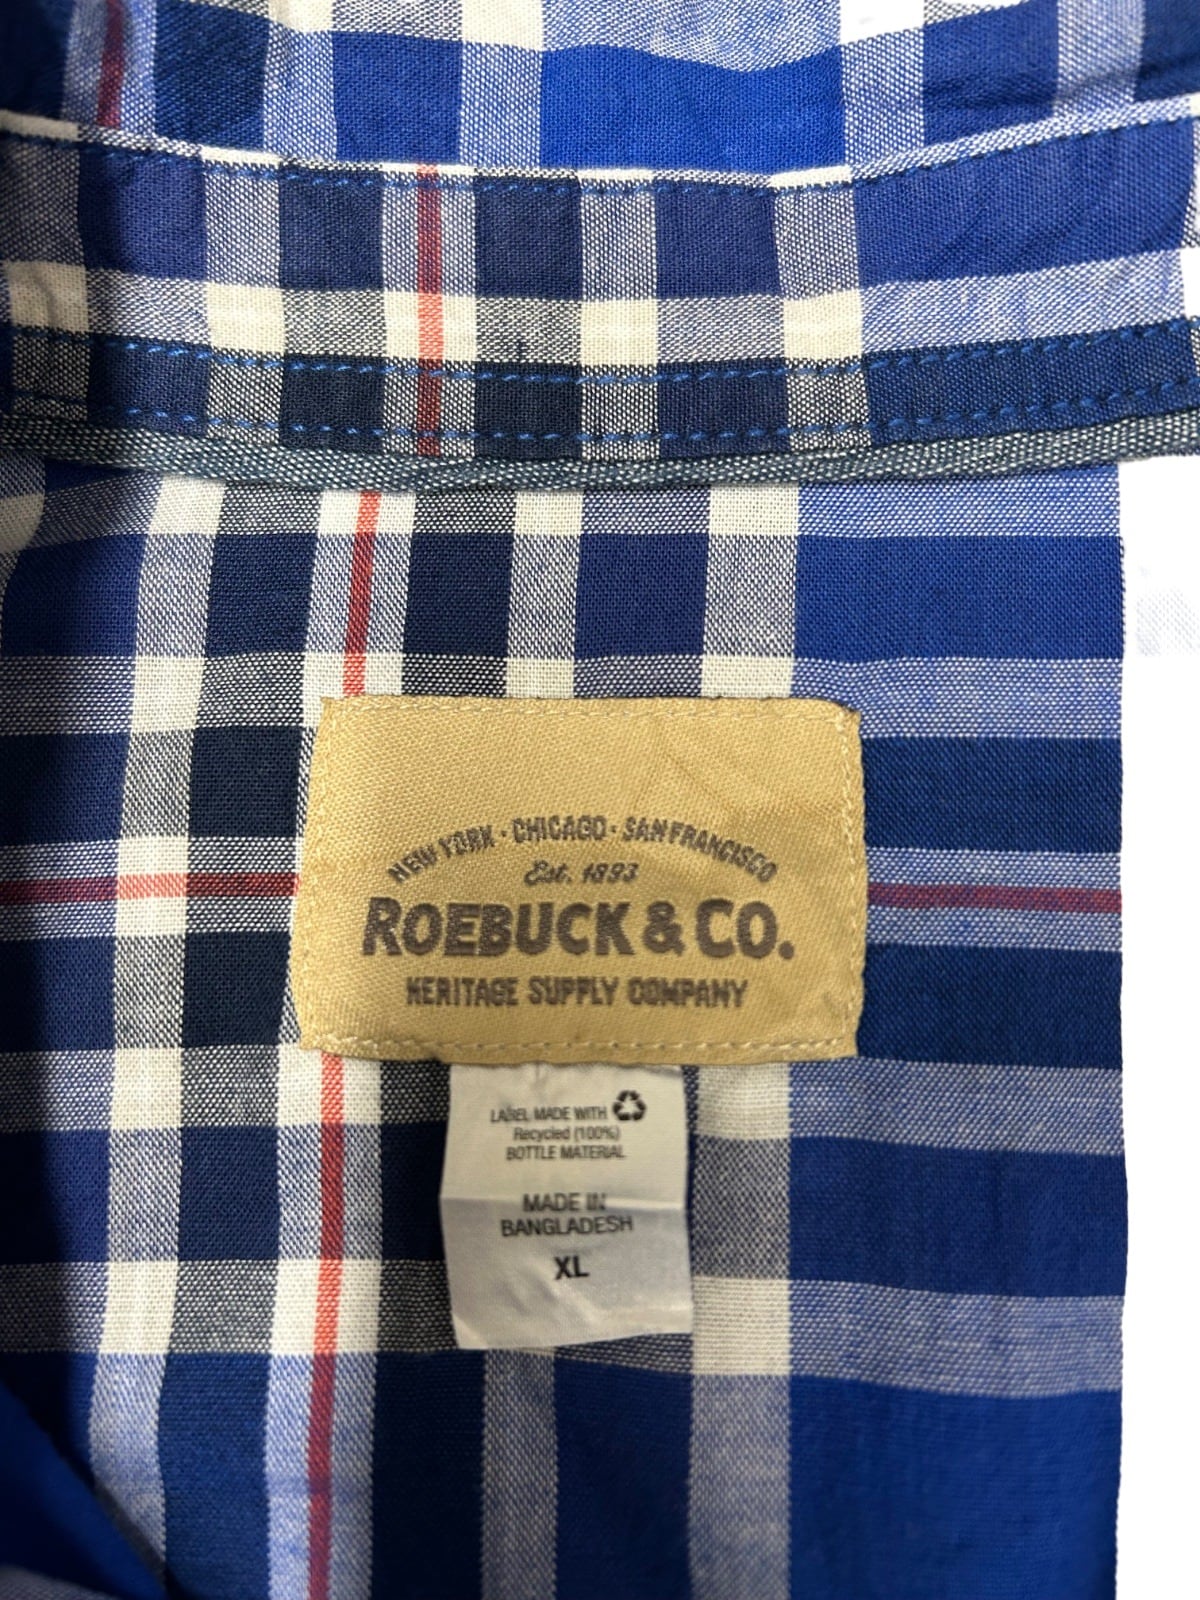 NEW YORK · CHICAGO · SAN FRANCISCO
Est. 1893
ROEBUCK & CO.
HERITAGE SUPPLY COMPANY
LABEL MADE WITH
Recycled (100%)
BOTTLE MATERIAL
MADE IN
BANGLADESH
XL